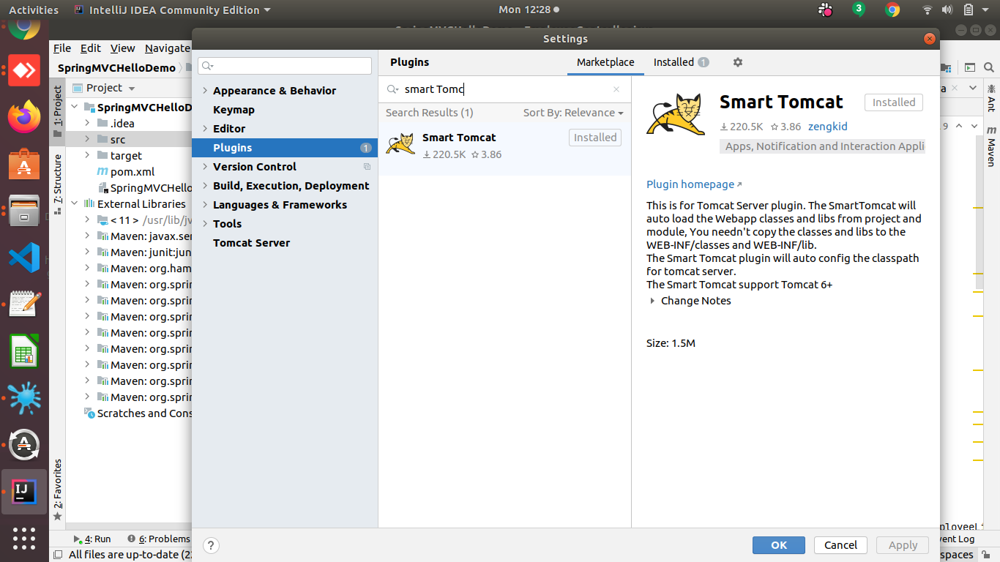 Activities
IntelliJ IDEA Community Edition
Mon 12:28
3
Settings
File Edit View Navigate
SpringMVCHelloDemo
Project
1: Project
7: Structure
2: Favorites
SpringMVCHelloD
.idea
src
target
pom.xml
SpringMVCHello
External Libraries
< 11 > /usr/lib/jv
Maven: javax.ser
Maven: junit:jun
Maven: org.ham
Maven: org.sprin
Maven: org.sprin
Maven: org.sprin
Maven: org.sprin
Maven: org.sprin
Maven: org.sprin
Maven: org.sprin
Maven: org.sprin
Scratches and Cons
Appearance & Behavior
Keymap
Editor
Plugins 1
Version Control
Build, Execution, Deployment
Languages & Frameworks
Tools
Tomcat Server
Plugins
Marketplace
Installed 1
smart Tomc
Search Results (1)
Sort By: Relevance
Smart Tomcat
Installed
220.5K 3.86
Smart Tomcat
Installed
220.5K 3.86 zengkid
Apps, Notification and Interaction Appli
Plugin homepage
This is for Tomcat Server plugin. The SmartTomcat will
auto load the Webapp classes and libs from project and
module, You needn't copy the classes and libs to the
WEB-INF/classes and WEB-INF/lib.
The Smart Tomcat plugin will auto config the classpath
for tomcat server.
The Smart Tomcat support Tomcat 6+
Change Notes
Size: 1.5M
?
OK
Cancel
Apply
a
9
Ant
m
Maven
4: Run
6: Problems
vent Log
All files are up-to-date (22
spaces
IJ